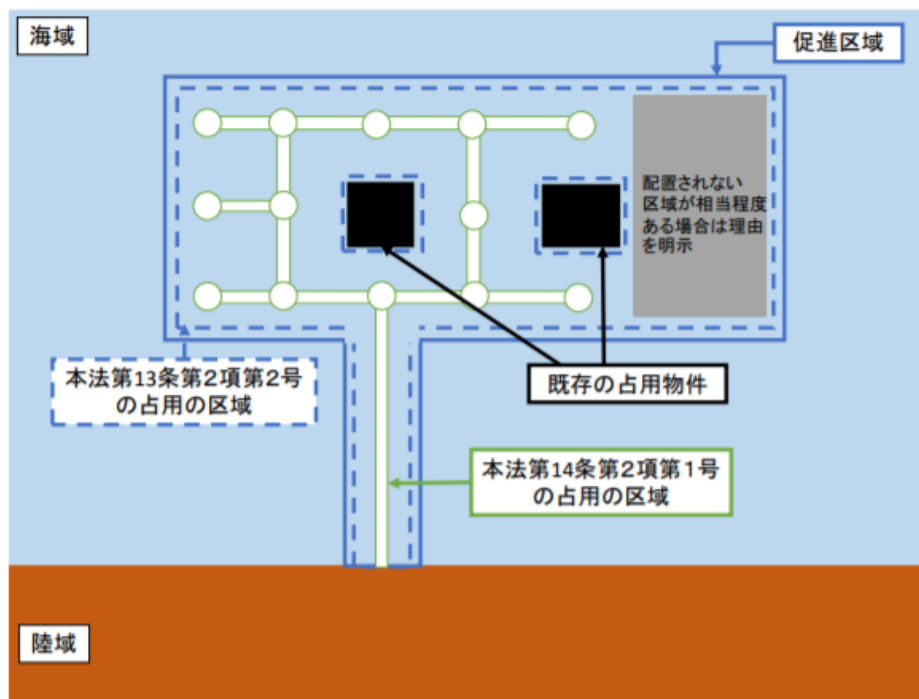 海域
促進区域
配置されない
区域が相当程度
ある場合は理由
を明示
本法第13条第２項第２号
の占用の区域
既存の占用物件
本法第14条第２項第１号
の占用の区域
陸域